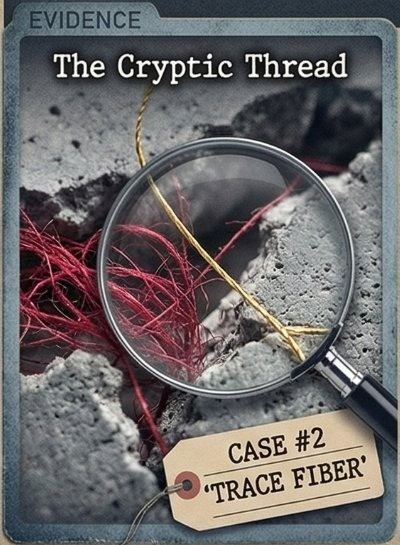 EVIDENCE
The Cryptic Thread
CASE #2
‘TRACE FIBER’